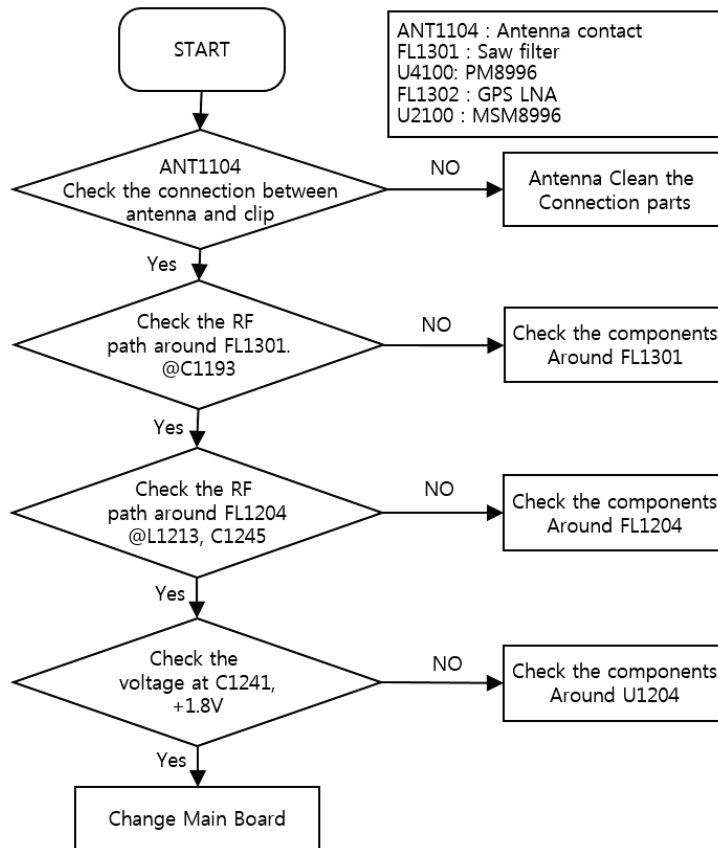 START
ANT1104 : Antenna contact
FL1301 : Saw filter
U4100: PM8996
FL1302 : GPS LNA
U2100 : MSM8996
ANT1104
Check the connection between
antenna and clip
NO
Antenna Clean the
Connection parts
Yes
Check the RF
path around FL1301.
@C1193
NO
Check the components
Around FL1301
Yes
Check the RF
path around FL1204
@L1213, C1245
NO
Check the components
Around FL1204
Yes
Check the
voltage at C1241,
+1.8V
NO
Check the components
Around U1204
Yes
Change Main Board